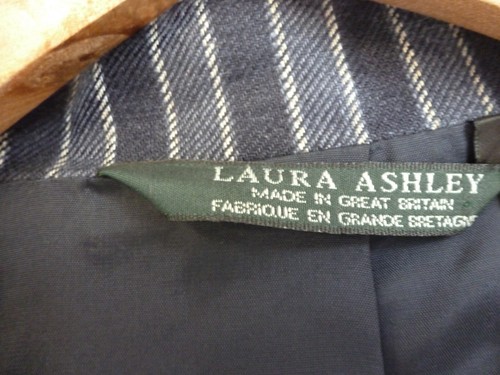 LAURA ASHLEY
MADE IN GREAT BRITAIN
FABRIQUE EN GRANDE BRETAGNE